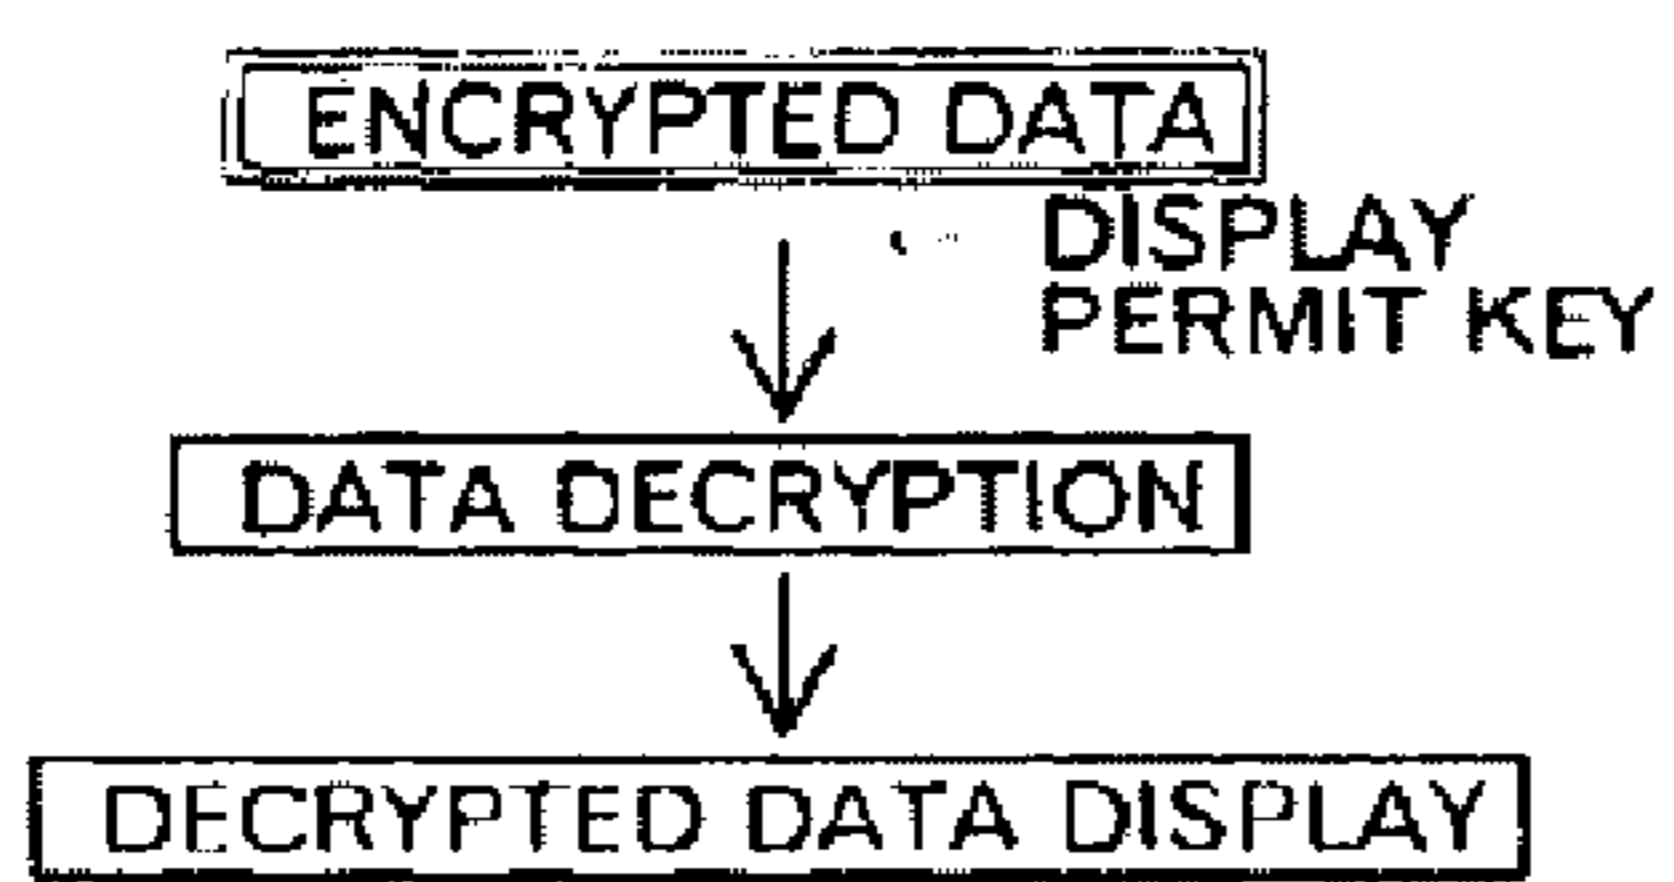 ENCRYPTED DATA
DISPLAY
PERMIT KEY
DATA DECRYPTION
DECRYPTED DATA DISPLAY